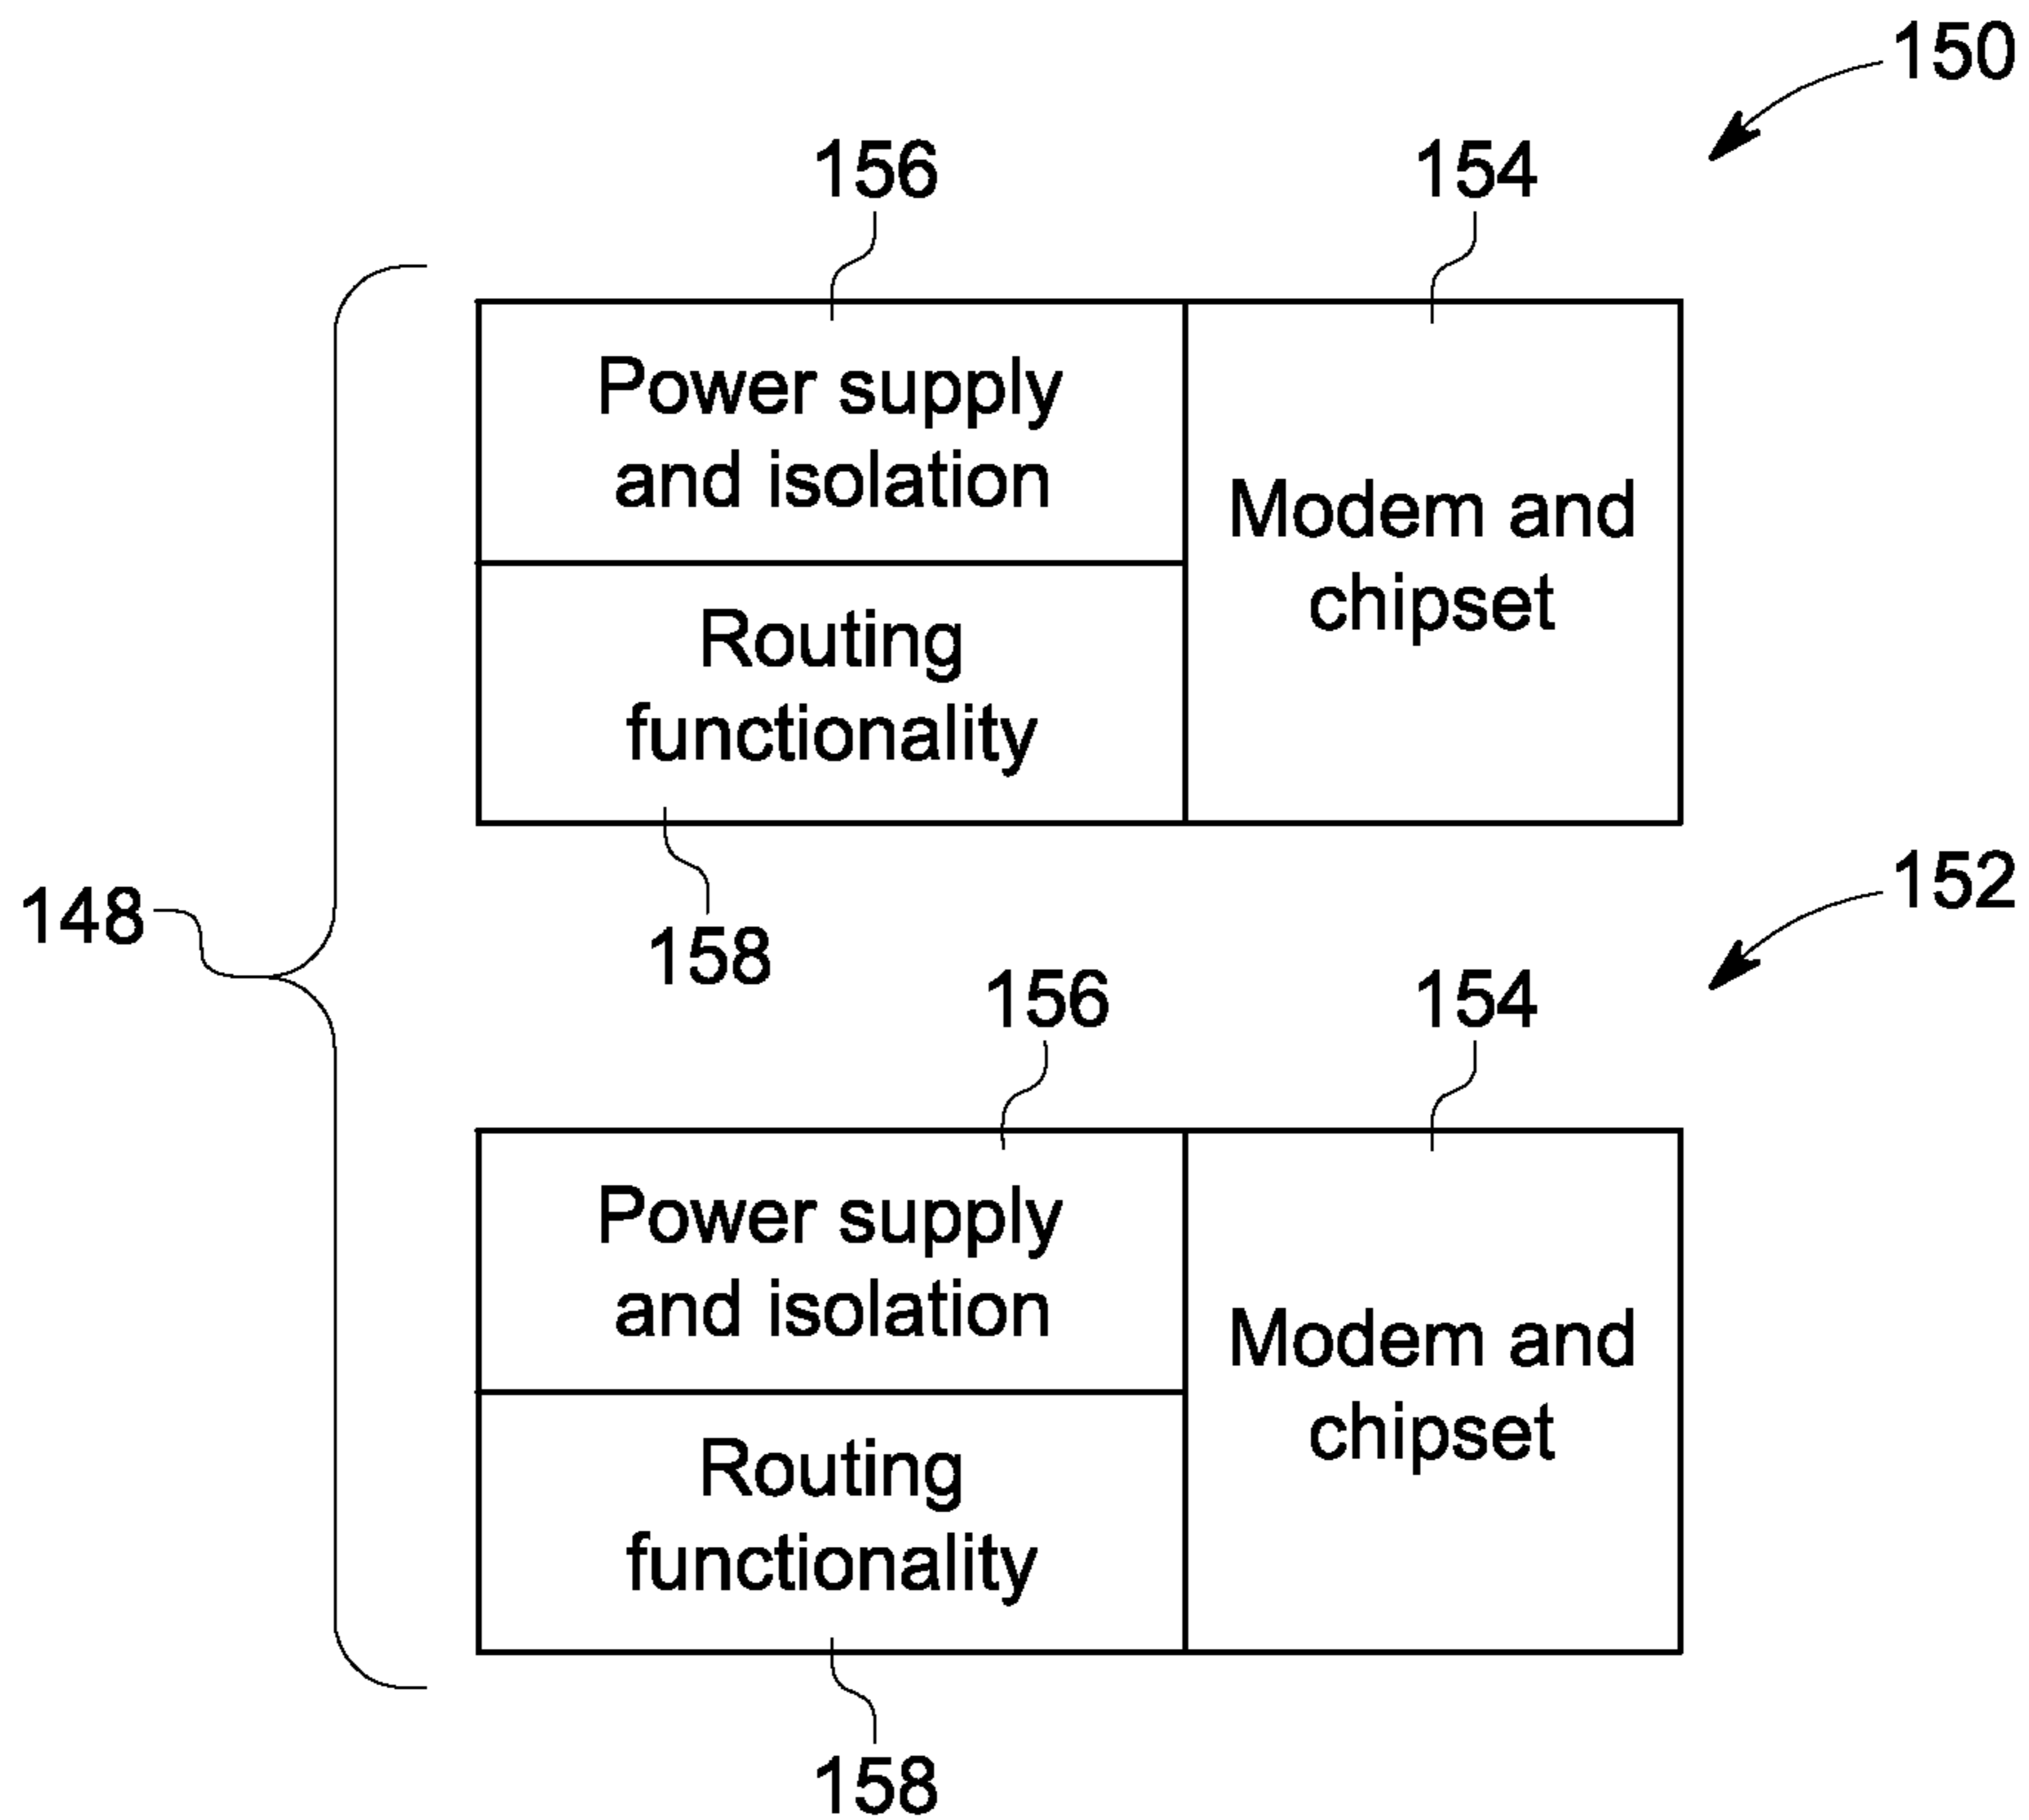 150
156
154
Power supply
and isolation
Modem and
chipset
Routing
functionality
148
158
152
156
154
Power supply
and isolation
Modem and
chipset
Routing
functionality
158